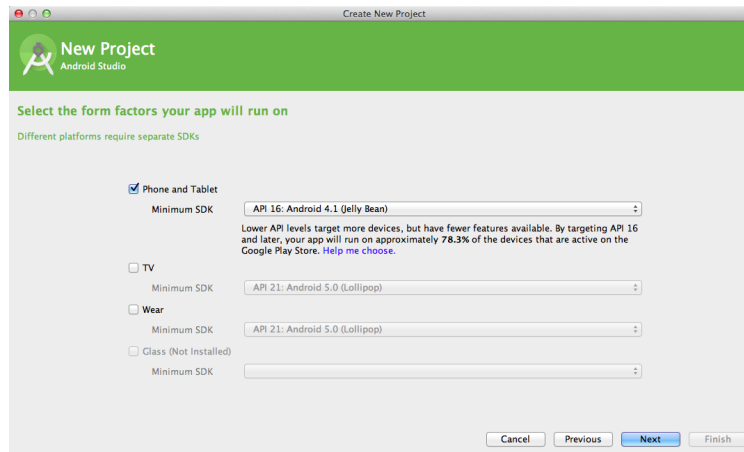 Create New Project
New Project
Android Studio
Select the form factors your app will run on
Different platforms require separate SDKs
Phone and Tablet
Minimum SDK API 16: Android 4.1 (Jelly Bean)
Lower API levels target more devices, but have fewer features available. By targeting API 16
and later, your app will run on approximately 78.3% of the devices that are active on the
Google Play Store. Help me choose.
TV
Minimum SDK API 21: Android 5.0 (Lollipop)
Wear
Minimum SDK API 21: Android 5.0 (Lollipop)
Glass (Not Installed)
Minimum SDK
Cancel Previous Next Finish